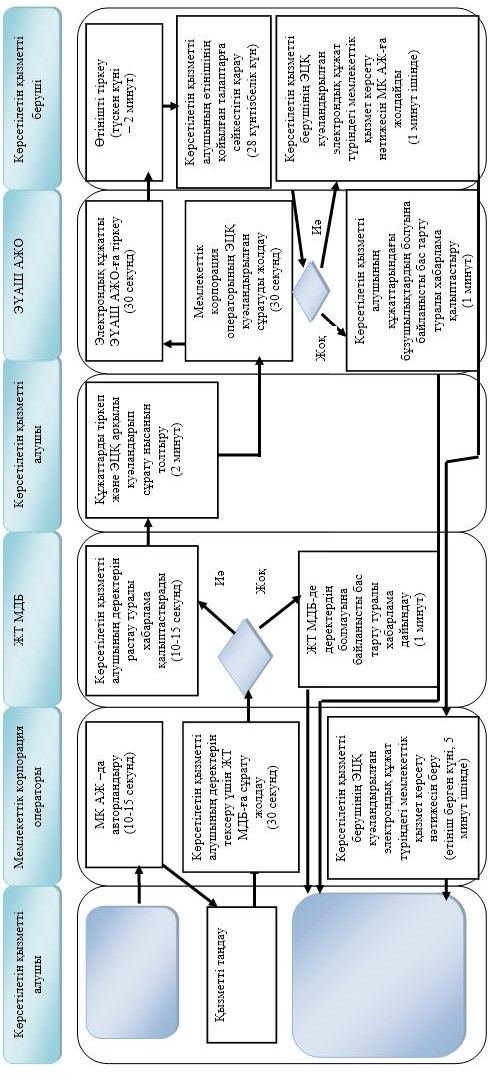 Көрсетілетін қызметті
алушы
Мемлекеттік корпорация
операторы
ЖТ МДБ
Көрсетілетін қызметті
алушы
ЭҮАШ АЖО
Көрсетілетін қызметті
беруші
МК АЖ –да
авторландыру
(10-15 секунд)
Көрсетілетін қызметті
алушының деректерін
растау туралы
хабарлама
қалыптастырады
(10-15 секунд)
Құжаттарды тіркеп
және ЭЦҚ арқылы
куәландырып
сұрату нысанын
толтыру
(2 минут)
Электрондық құжатты
ЭҮАШ АЖО-ға тіркеу
(30 секунд)
Өтінішті тіркеу
(түскен күні
– 2 минут)
Қызметті таңдау
Көрсетілетін қызметті
алушының деректерін
тексеру үшін ЖТ
МДБ-ға сұрату
жолдау
(30 секунд)
Иә
Жоқ
Мемлекеттік
корпорация
операторының ЭЦҚ
куәландырылған
сұратуды жолдау
(30 секунд)
Көрсетілетін қызметті
алушының өтінішінің
қойылған талаптарға
сәйкестігін қарау
(28 күнтізбелік күн)
Иә
Жоқ
ЖТ МДБ-де
деректердің
болмауына
байланысты бас
тарту туралы
хабарлама
дайындау
(1 минут)
Көрсетілетін қызметті
алушының
құжаттарындағы
бұзушылықтардың болуына
байланысты бас тарту
туралы хабарлама
қалыптастыру
(1 минут)
Көрсетілетін қызметті
берушінің ЭЦҚ
куәландырылған
электрондық құжат
түріндегі мемлекеттік
қызмет көрсету
нәтижесін МК АЖ-ға
жолдайды
(1 минут ішінде)
Көрсетілетін қызметті
берушінің ЭЦҚ
куәландырылған
электрондық құжат
түріндегі мемлекеттік
қызмет көрсету
нәтижесін беру
(өтініш берген күні, 5
минут ішінде)